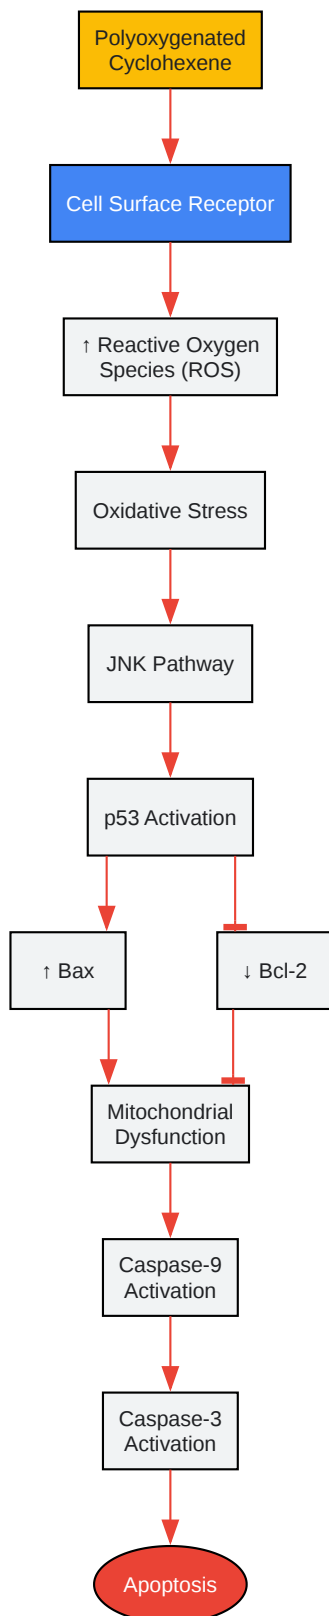 Polyoxygenated
Cyclohexene
Cell Surface Receptor
↑ Reactive Oxygen
Species (ROS)
Oxidative Stress
JNK Pathway
p53 Activation
↑ Bax
↓ Bcl-2
Mitochondrial
Dysfunction
Caspase-9
Activation
Caspase-3
Activation
Apoptosis